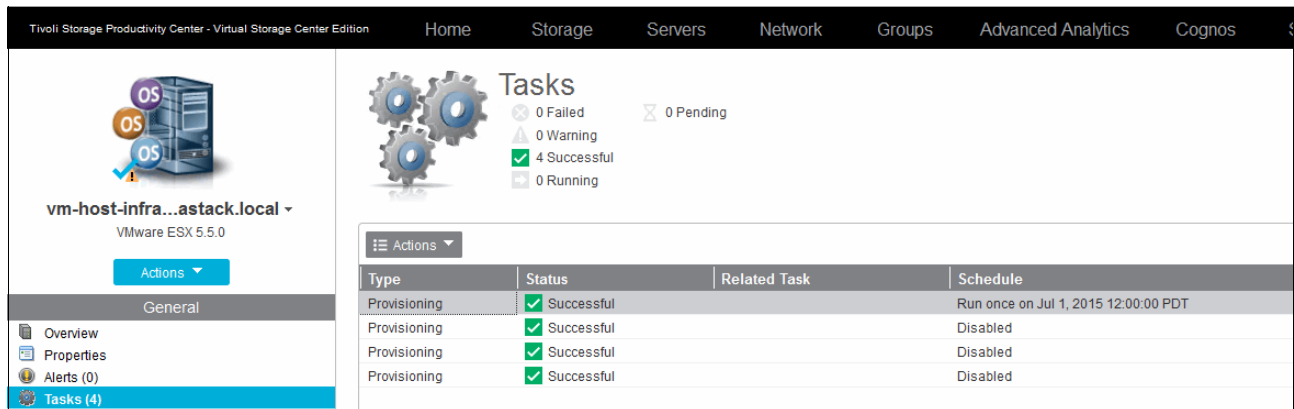 Tivoli Storage Productivity Center - Virtual Storage Center Edition Home Storage Servers Network Groups Advanced Analytics Cognos
OS
OS
OS
vm-host-infra...astack.local
VMware ESX 5.5.0
Actions
General
Overview
Properties
Alerts (0)
Tasks (4)
Tasks
0 Failed 0 Pending
0 Warning
4 Successful
0 Running
Actions
Type Status Related Task Schedule
Provisioning Successful Run once on Jul 1, 2015 12:00:00 PDT
Provisioning Successful Disabled
Provisioning Successful Disabled
Provisioning Successful Disabled